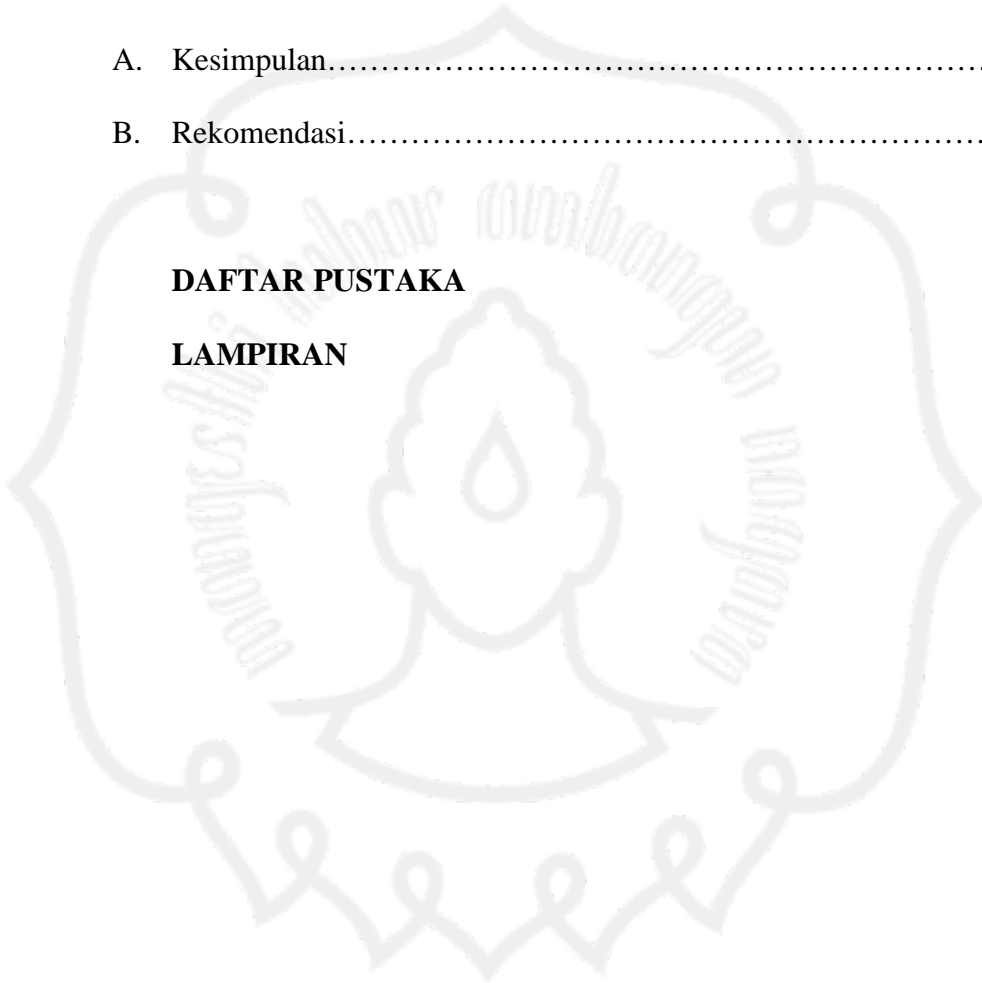 A. Kesimpulan……………………………………………………………
B. Rekomendasi…………………………………………………………
DAFTAR PUSTAKA
LAMPIRAN